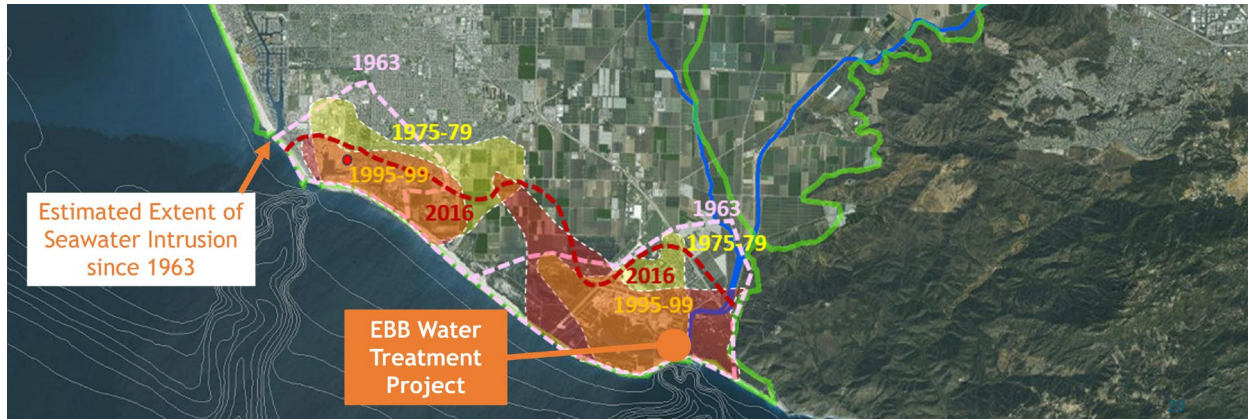 1963
1975-79
1995-99
2016
1963
1975-79
2016
1995-99
Estimated Extent of
Seawater Intrusion
since 1963
EBB Water
Treatment
Project